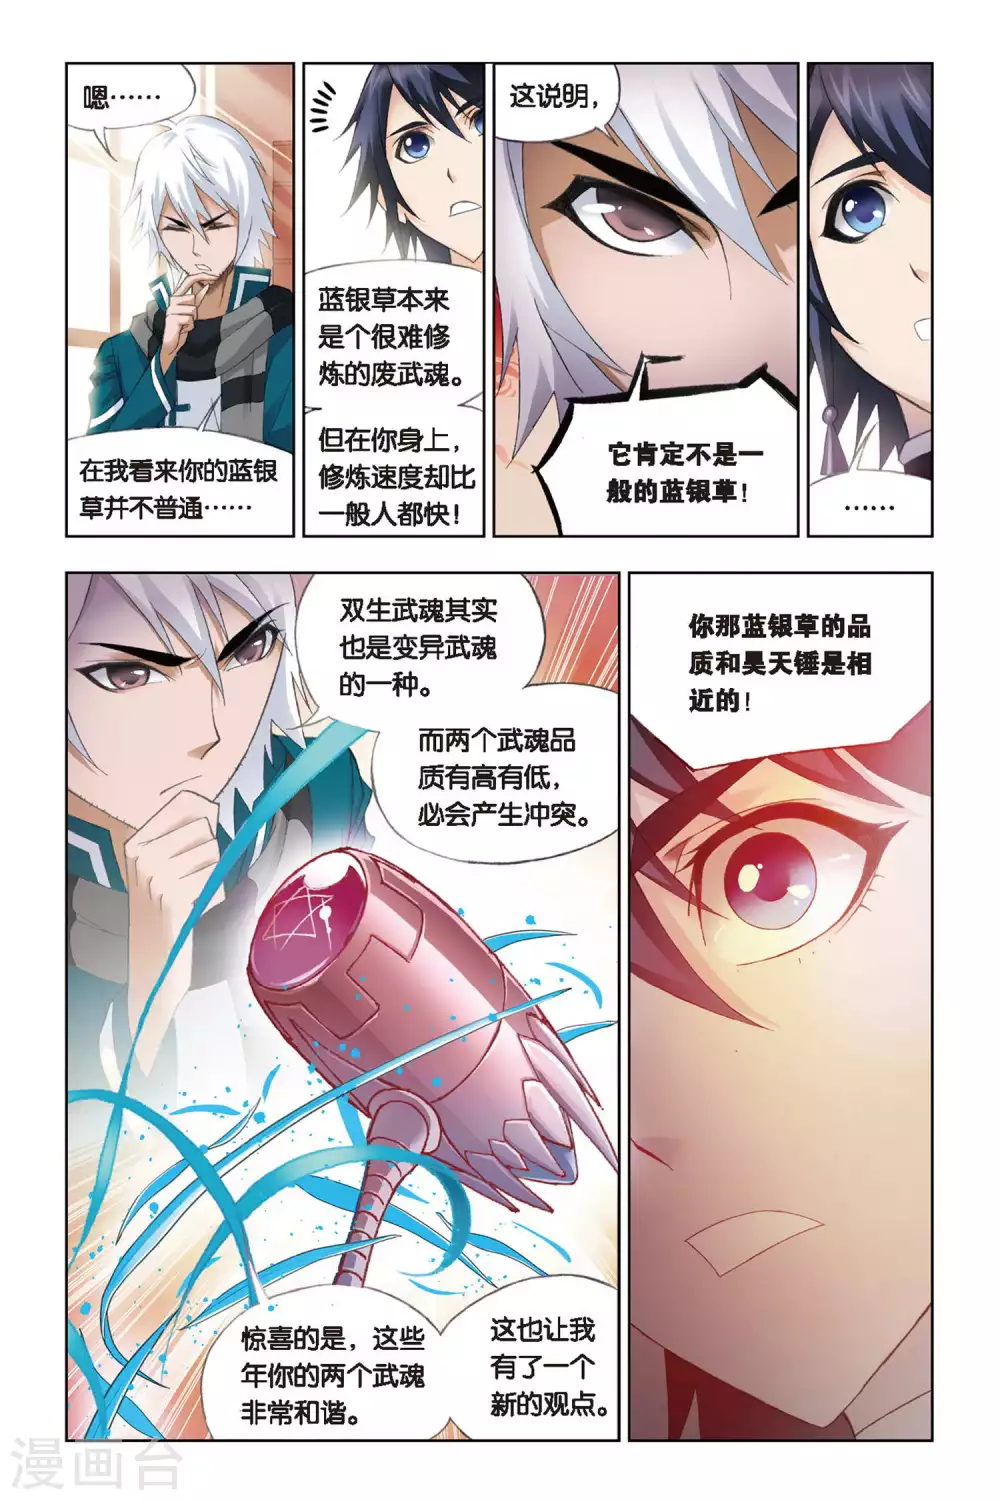 嗯……
在我看来你的蓝银
草并不普通……
蓝银草本来
是个很难修
炼的废武魂。
但在你身上，
修炼速度却比
一般人都快！
这说明，
它肯定不是一
般的蓝银草！
……
双生武魂其实
也是变异武魂
的一种。
而两个武魂品
质有高有低，
必会产生冲突。
惊喜的是，这些
年你的两个武魂
非常和谐。
这也让我
有了一个
新的观点。
你那蓝银草的品
质和昊天锤是相
近的！
漫画台